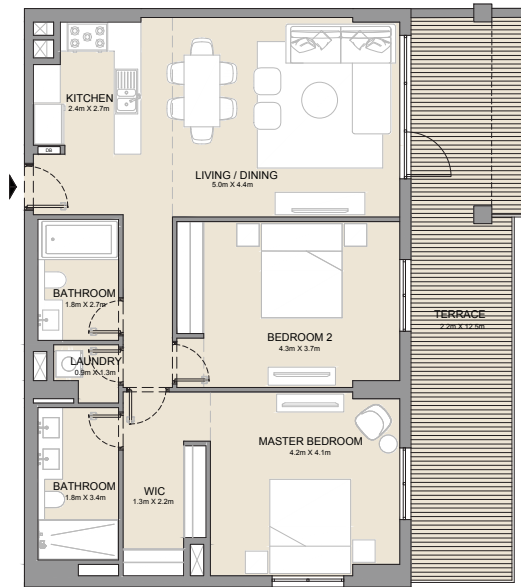 KITCHEN
2.4m X 2.7m
DB
LIVING / DINING
5.0m X 4.4m
BATHROOM
1.8m X 2.7m
TERRACE
2.2m X 12.5m
BEDROOM 2
4.3m X 3.7m
LAUNDRY
0.9m X 1.3m
MASTER BEDROOM
4.2m X 4.1m
BATHROOM
1.8m X 3.4m
WIC
1.3m X 2.2m